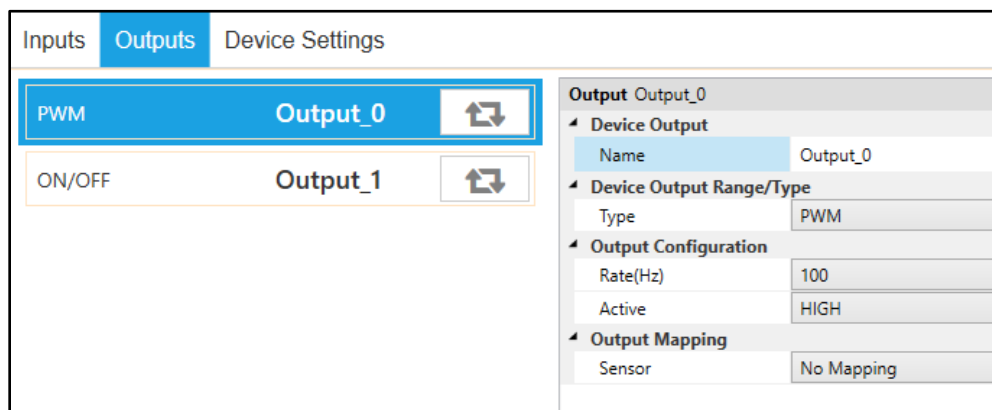 Inputs Outputs Device Settings
PWM Output_0
ON/OFF Output_1
Output Output_0
Device Output
Name Output_0
Device Output Range/Type
Type PWM
Output Configuration
Rate(Hz) 100
Active HIGH
Output Mapping
Sensor No Mapping